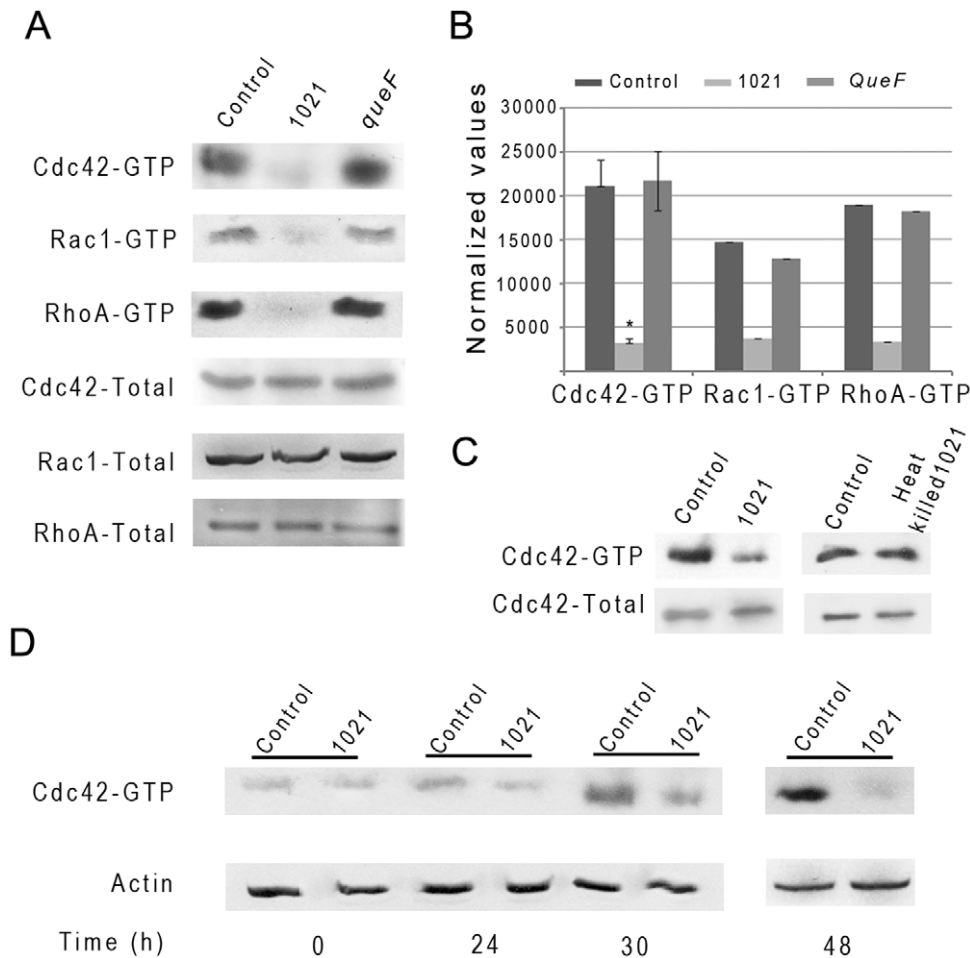 A
Control 1021 queF
Cdc42-GTP
Rac1-GTP
RhoA-GTP
Cdc42-Total
Rac1-Total
RhoA-Total
B
Control 1021 QueF
Normalized values
30000
25000
20000
15000
10000
5000
*
Cdc42-GTP Rac1-GTP RhoA-GTP
C
Control 1021 Control Heat
killed1021
Cdc42-GTP
Cdc42-Total
D
Control 1021 Control 1021 Control 1021 Control 1021
Cdc42-GTP
Actin
Time (h) 0 24 30 48